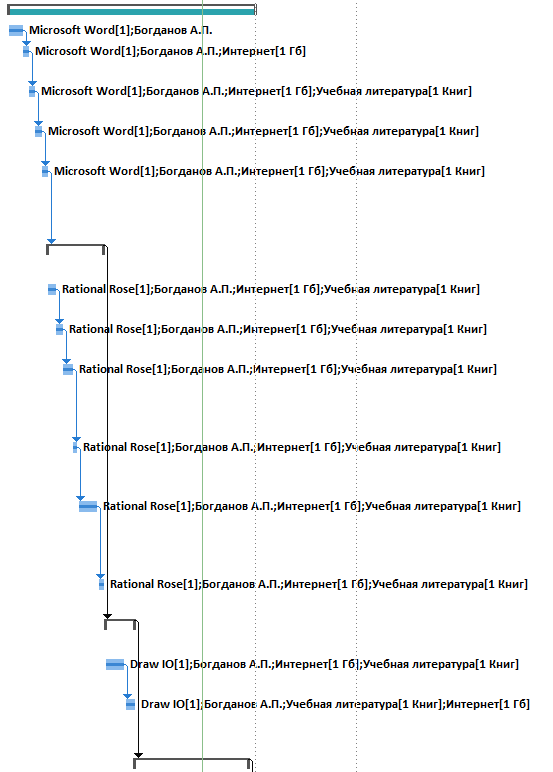 Microsoft Word[1];Богданов А.П.
Microsoft Word[1];Богданов А.П.;Интернет[1 Гб]
Microsoft Word[1];Богданов А.П.;Интернет[1 Гб];Учебная литература[1 Книг]
Microsoft Word[1];Богданов А.П.;Интернет[1 Гб];Учебная литература[1 Книг]
Microsoft Word[1];Богданов А.П.;Интернет[1 Гб];Учебная литература[1 Книг]
Rational Rose[1];Богданов А.П.;Интернет[1 Гб];Учебная литература[1 Книг]
Rational Rose[1];Богданов А.П.;Интернет[1 Гб];Учебная литература[1 Книг]
Rational Rose[1];Богданов А.П.;Интернет[1 Гб];Учебная литература[1 Книг]
Rational Rose[1];Богданов А.П.;Интернет[1 Гб];Учебная литература[1 Книг]
Rational Rose[1];Богданов А.П.;Интернет[1 Гб];Учебная литература[1 Книг]
Rational Rose[1];Богданов А.П.;Интернет[1 Гб];Учебная литература[1 Книг]
Draw IO[1];Богданов А.П.;Интернет[1 Гб];Учебная литература[1 Книг]
Draw IO[1];Богданов А.П.;Учебная литература[1 Книг];Интернет[1 Гб]